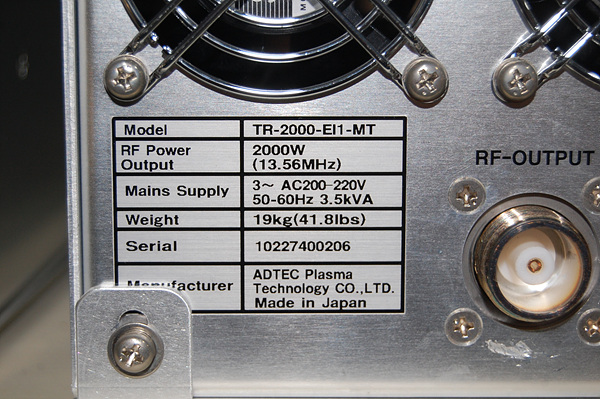 Model TR-2000-EI1-MT
RF Power 2000W
Output (13.56MHz)
Mains Supply 3~ AC200-220V
50-60Hz 3.5kVA
Weight 19kg(41.8lbs)
Serial 10227400206
Manufacturer ADTEC Plasma
Technology CO.,LTD.
Made in Japan
RF-OUTPUT